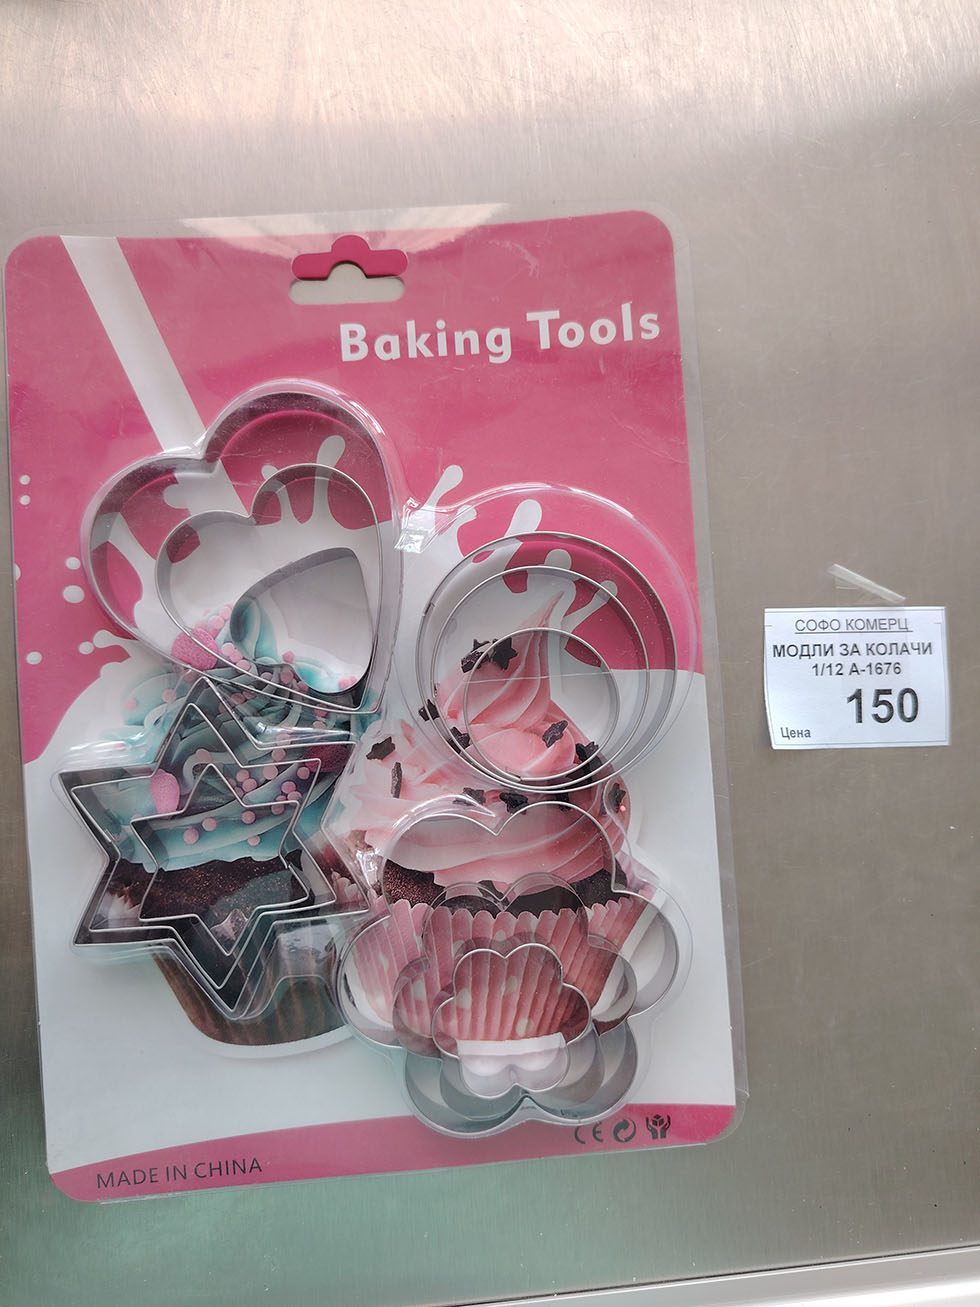 Baking Tools
СОФО КОМЕРЦ
МОДЛИ ЗА КОЛАЧИ
1/12 А-1676
150
Цена
CE
MADE IN CHINA